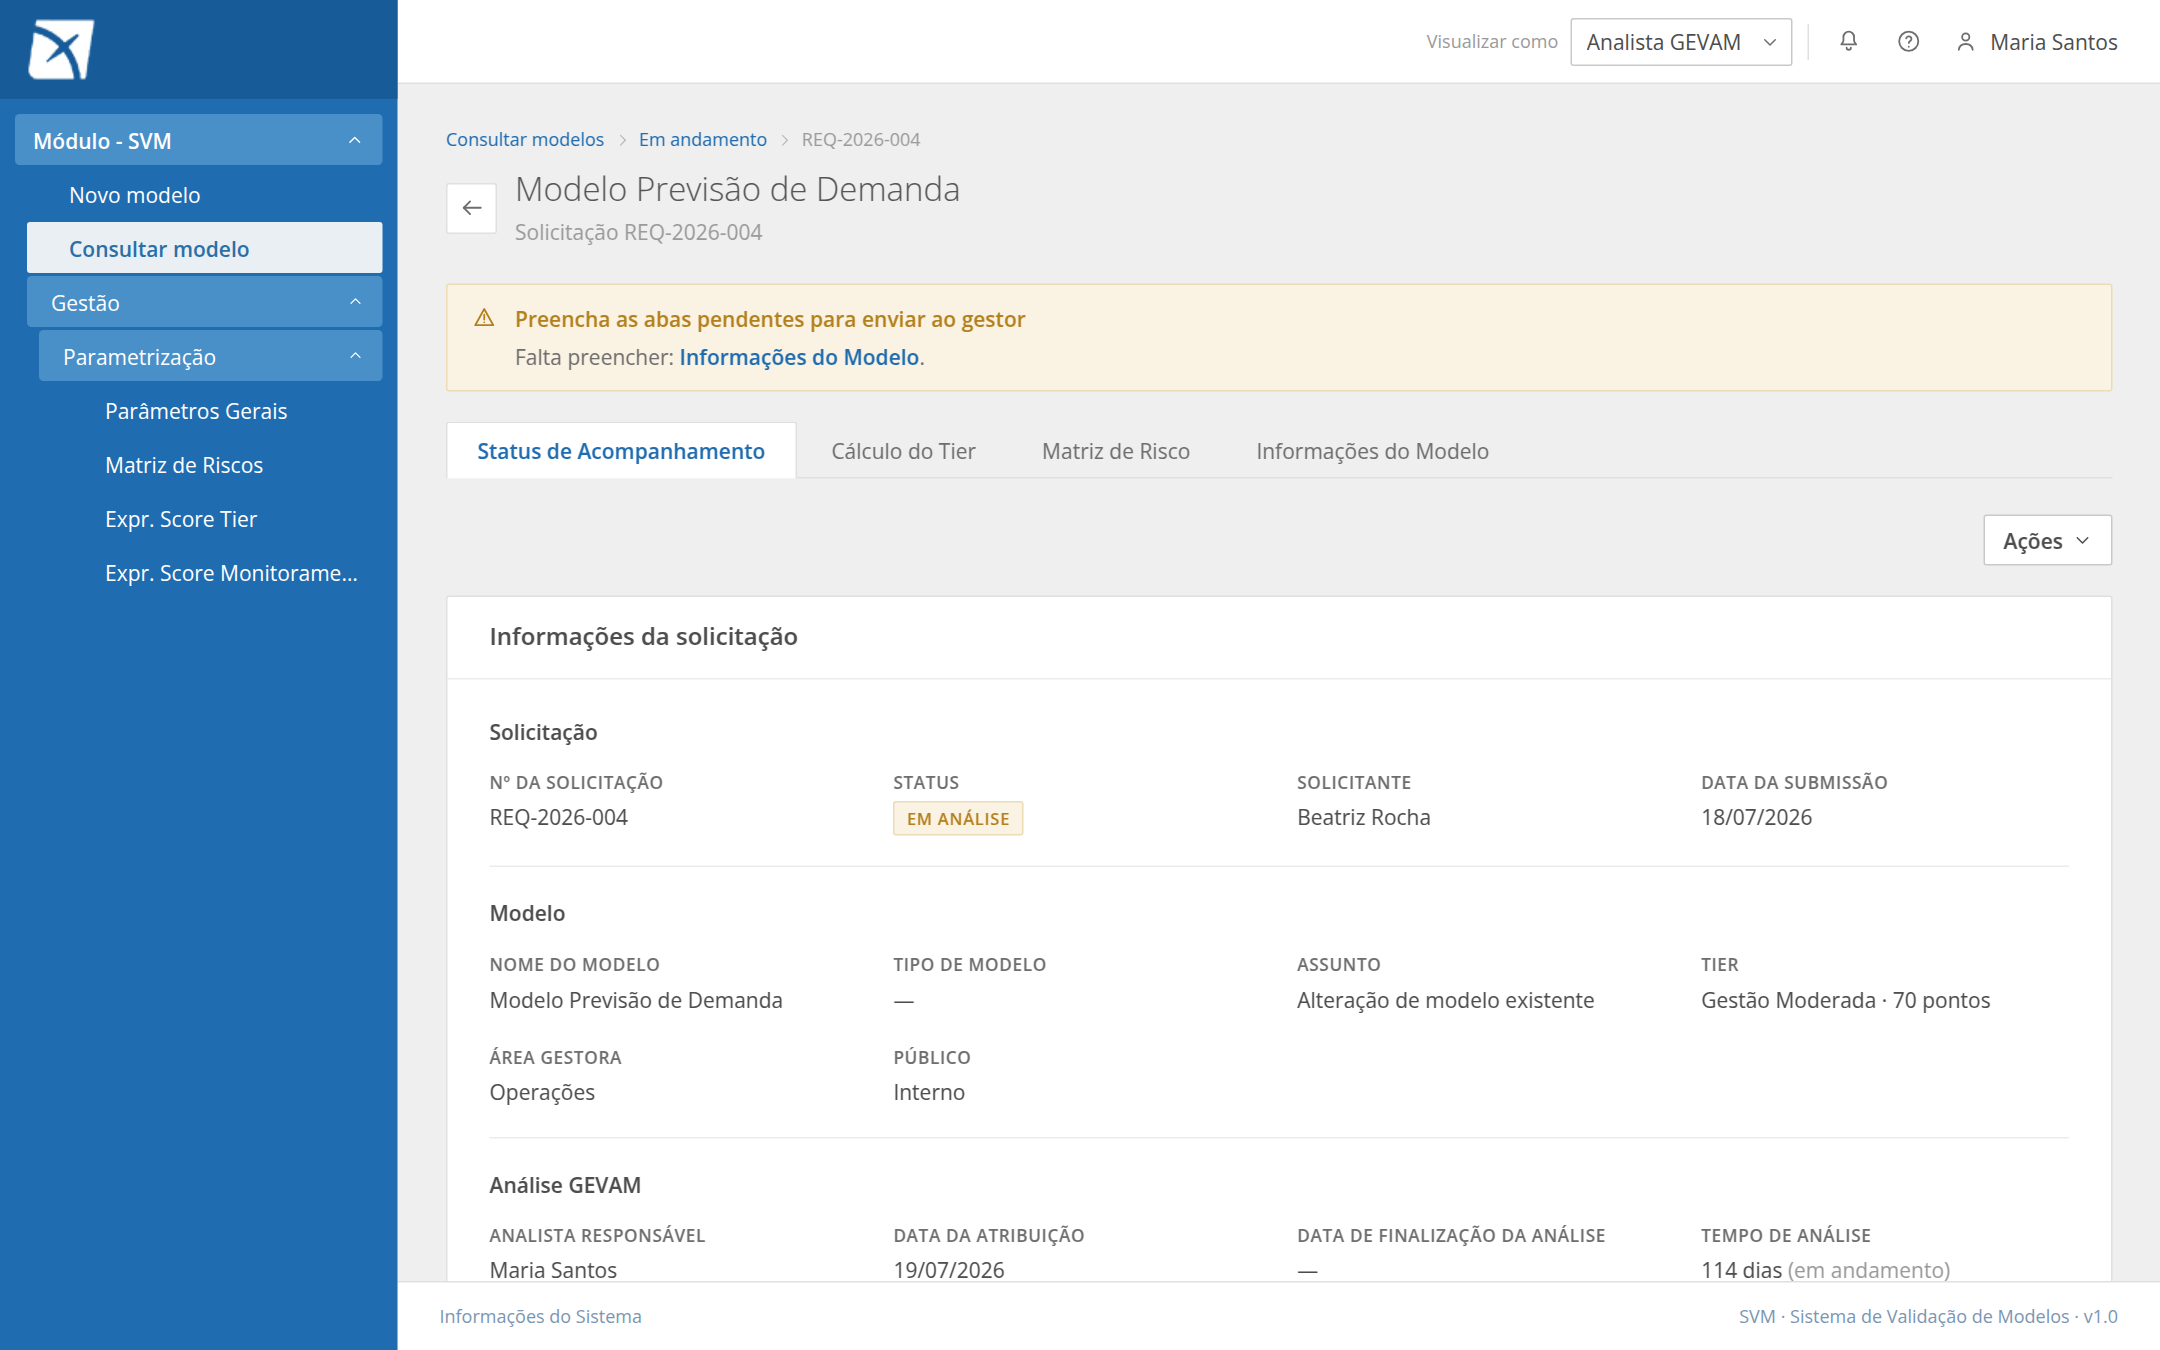 Visualizar como
Analista GEVAM
Maria Santos
Módulo - SVM
Novo modelo
Consultar modelo
Gestão
Parametrização
Parâmetros Gerais
Matriz de Riscos
Expr. Score Tier
Expr. Score Monitorame...
Consultar modelos > Em andamento > REQ-2026-004
Modelo Previsão de Demanda
Solicitação REQ-2026-004
Preencha as abas pendentes para enviar ao gestor
Falta preencher: Informações do Modelo.
Status de Acompanhamento
Cálculo do Tier
Matriz de Risco
Informações do Modelo
Ações
Informações da solicitação
Solicitação
Nº DA SOLICITAÇÃO
REQ-2026-004
STATUS
EM ANÁLISE
SOLICITANTE
Beatriz Rocha
DATA DA SUBMISSÃO
18/07/2026
Modelo
NOME DO MODELO
Modelo Previsão de Demanda
TIPO DE MODELO
—
ASSUNTO
Alteração de modelo existente
TIER
Gestão Moderada · 70 pontos
ÁREA GESTORA
Operações
PÚBLICO
Interno
Análise GEVAM
ANALISTA RESPONSÁVEL
Maria Santos
DATA DA ATRIBUIÇÃO
19/07/2026
DATA DE FINALIZAÇÃO DA ANÁLISE
—
TEMPO DE ANÁLISE
114 dias (em andamento)
Informações do Sistema
SVM · Sistema de Validação de Modelos · v1.0